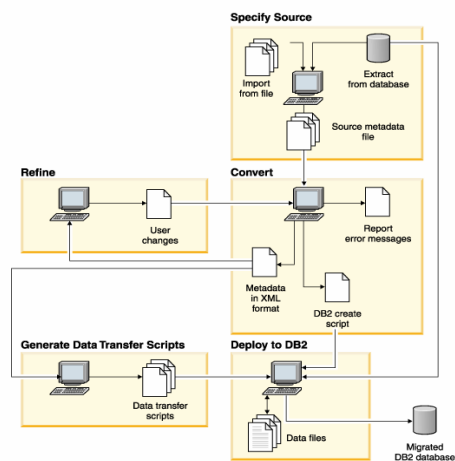 Specify Source
Import
from file
Extract
from database
Source metadata
file
Refine
Convert
User
changes
Report
error messages
Metadata
in XML
format
DB2 create
script
Generate Data Transfer Scripts
Deploy to DB2
Data transfer
scripts
Data files
Migrated
DB2 database